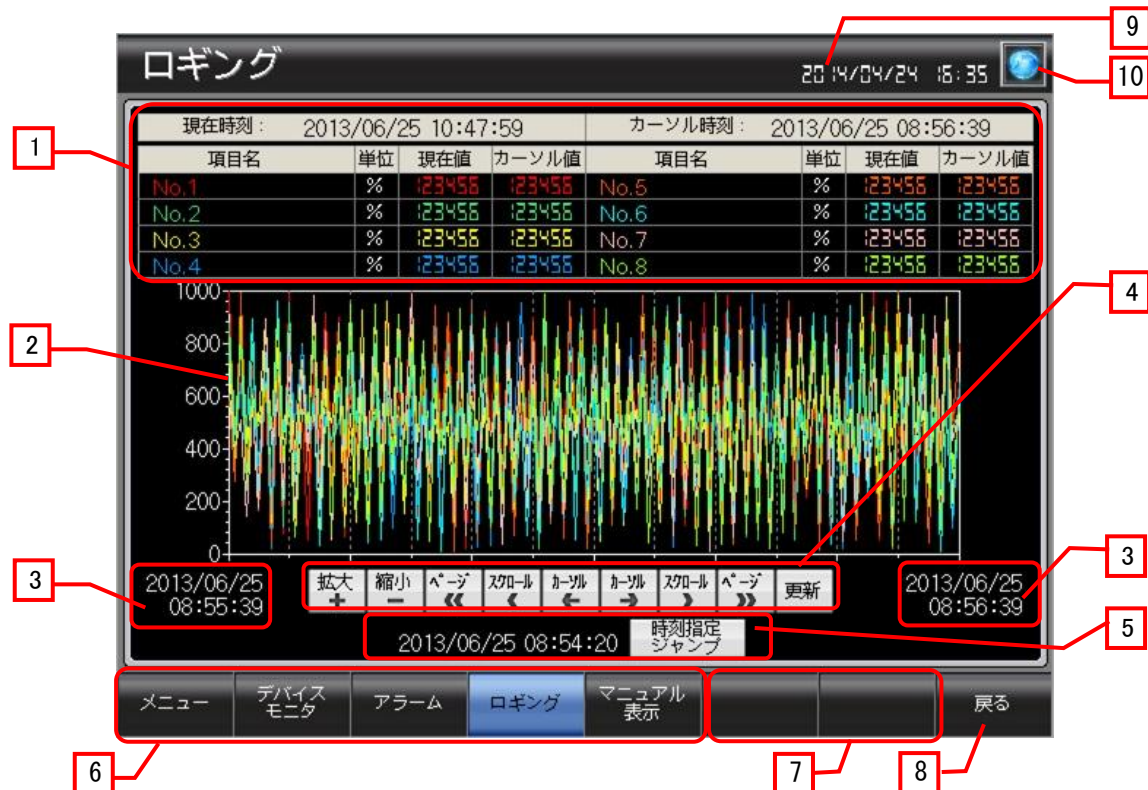 9
ロギング
2014/04/24 16:35
10
1
現在時刻： 2013/06/25 10:47:59 カーソル時刻： 2013/06/25 08:56:39
項目名 単位 現在値 カーソル値 項目名 単位 現在値 カーソル値
No.1 % 123456 123456 No.5 % 123456 123456
No.2 % 123456 123456 No.6 % 123456 123456
No.3 % 123456 123456 No.7 % 123456 123456
No.4 % 123456 123456 No.8 % 123456 123456
4
2
1000
800
600
400
200
0
3
2013/06/25
08:55:39
拡大 +
縮小 −
ページ 《
スクロール 〈
カーソル ←
カーソル →
スクロール 〉
ページ 》
更新
2013/06/25
08:56:39
3
2013/06/25 08:54:20
時刻指定
ジャンプ
5
メニュー
デバイス
モニタ
アラーム
ロギング
マニュアル
表示
戻る
6
7
8